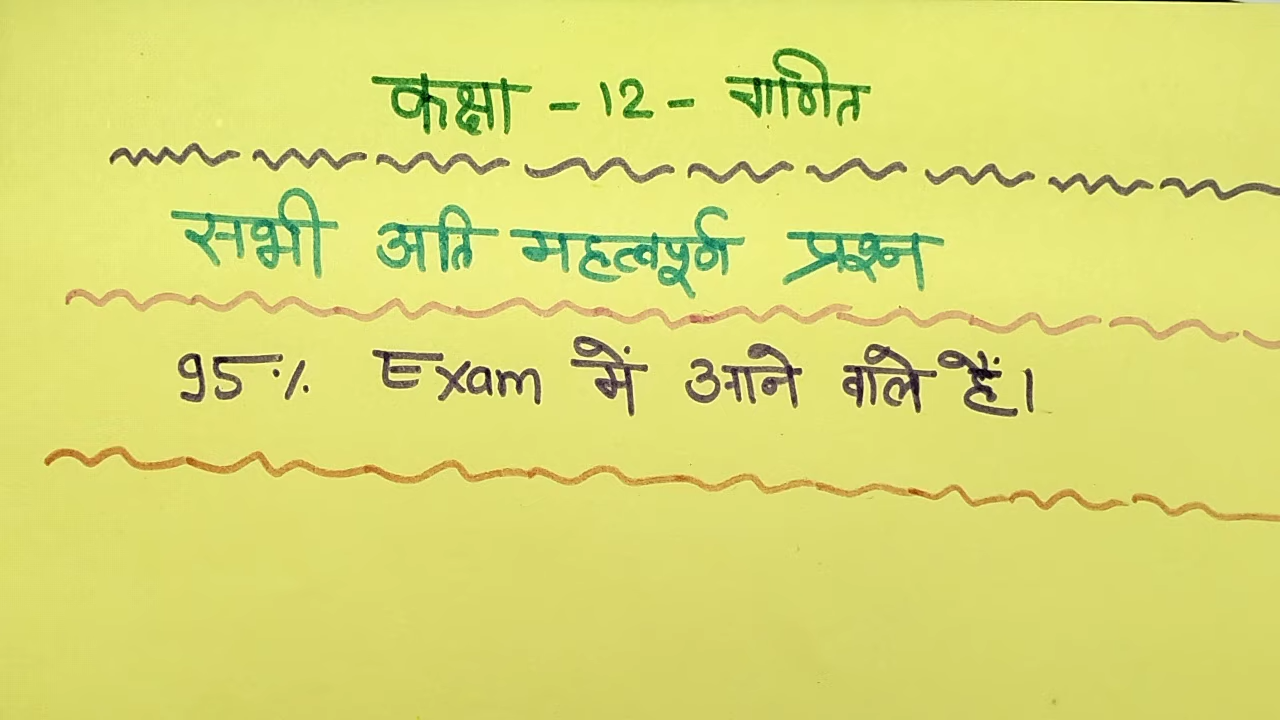 कक्षा - 12 - गणित
सभी अति महत्वपूर्ण प्रश्न
95% Exam में आने वाले हैं।